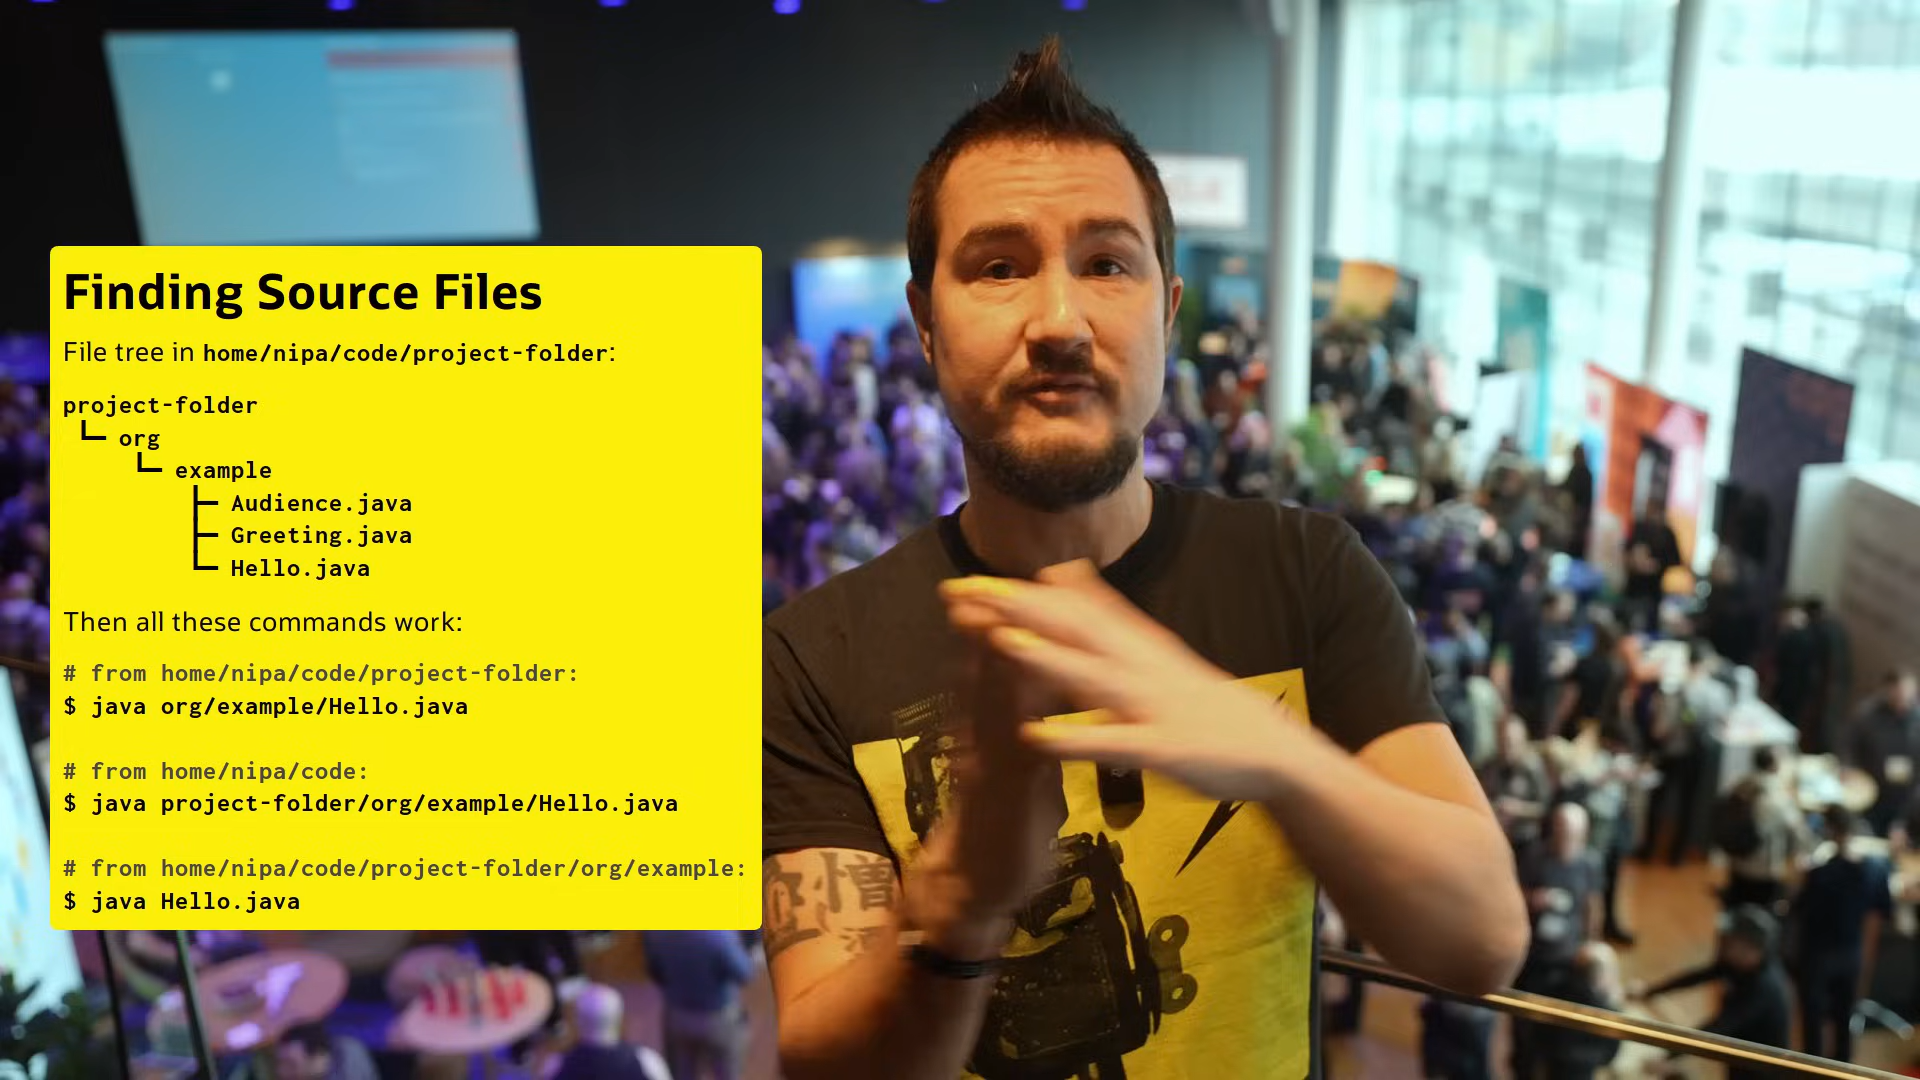 Finding Source Files
File tree in home/nipa/code/project-folder:
project-folder
└─ org
└─ example
├─ Audience.java
├─ Greeting.java
└─ Hello.java
Then all these commands work:
# from home/nipa/code/project-folder:
$ java org/example/Hello.java
# from home/nipa/code:
$ java project-folder/org/example/Hello.java
# from home/nipa/code/project-folder/org/example:
$ java Hello.java